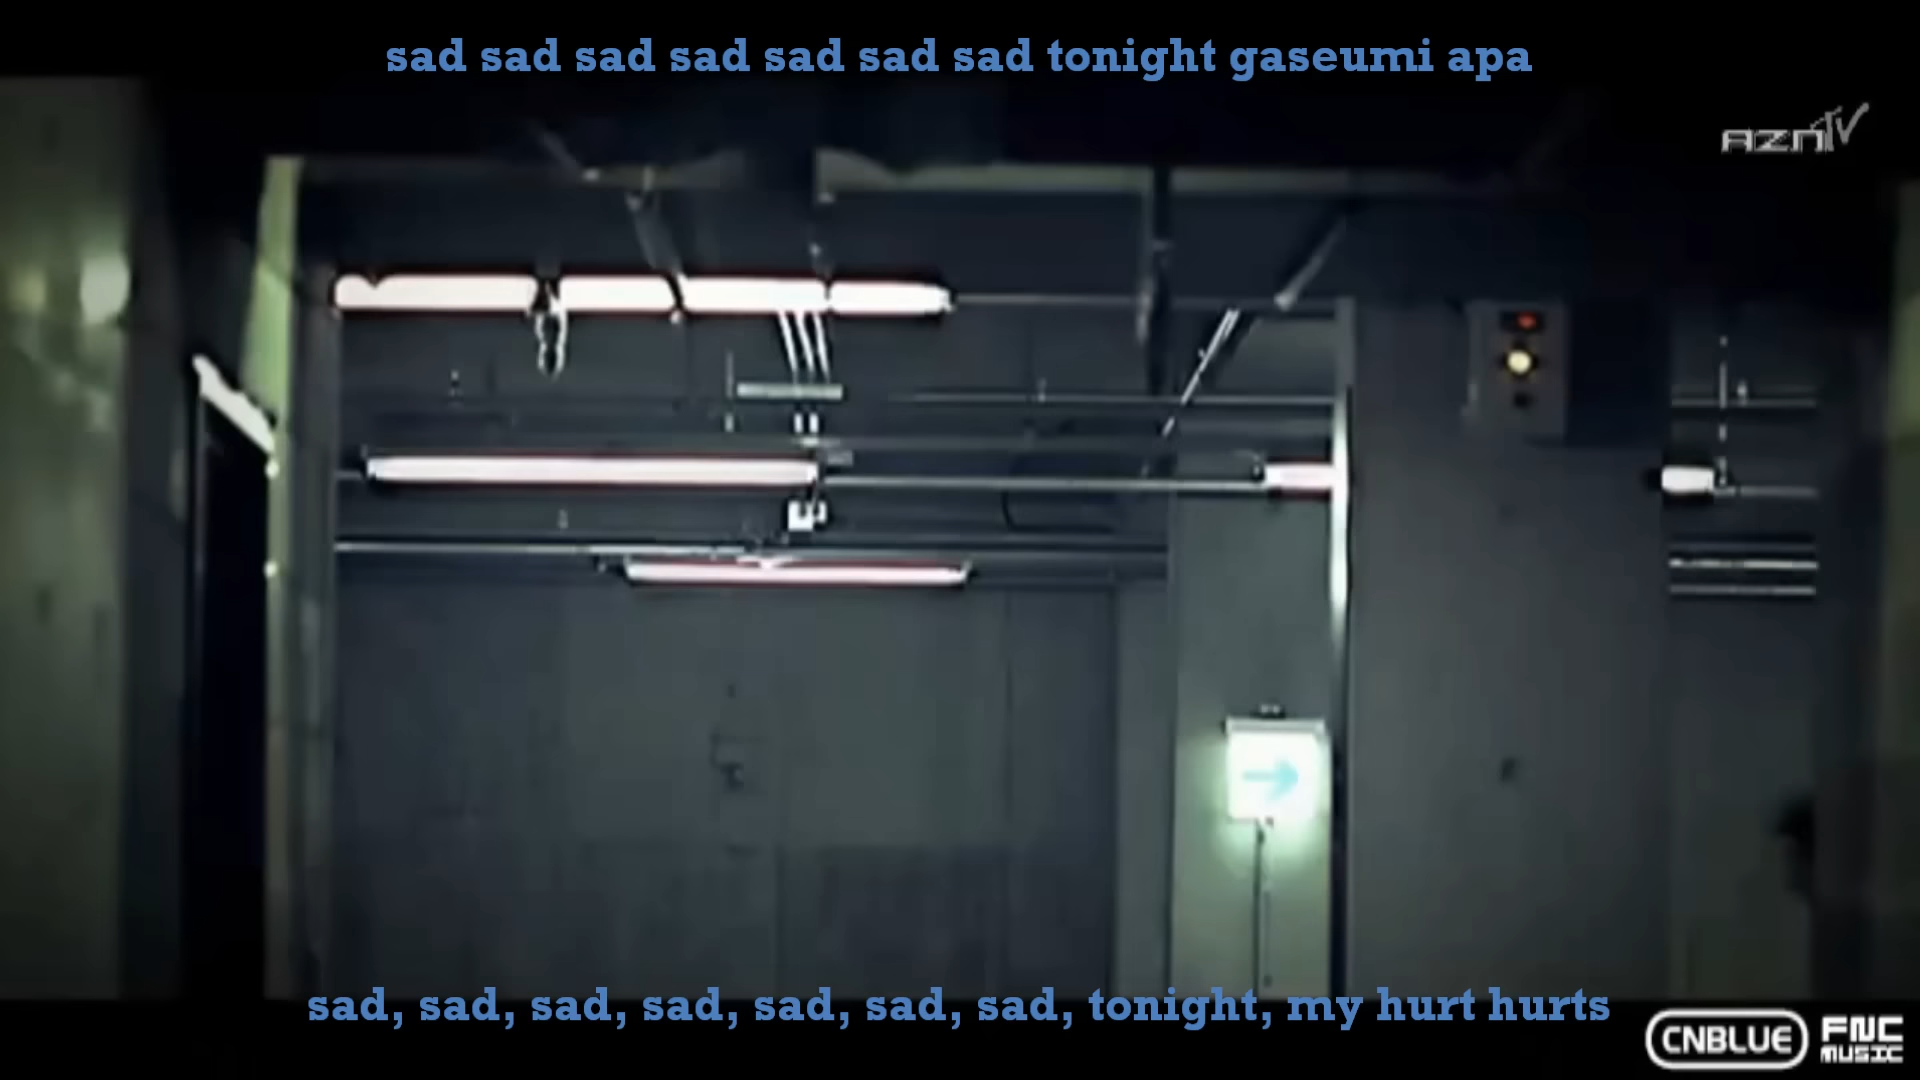 sad sad sad sad sad sad sad tonight gaseumi apa
AZN TV
sad, sad, sad, sad, sad, sad, sad, tonight, my hurt hurts
CNBLUE FNC
MUSIC